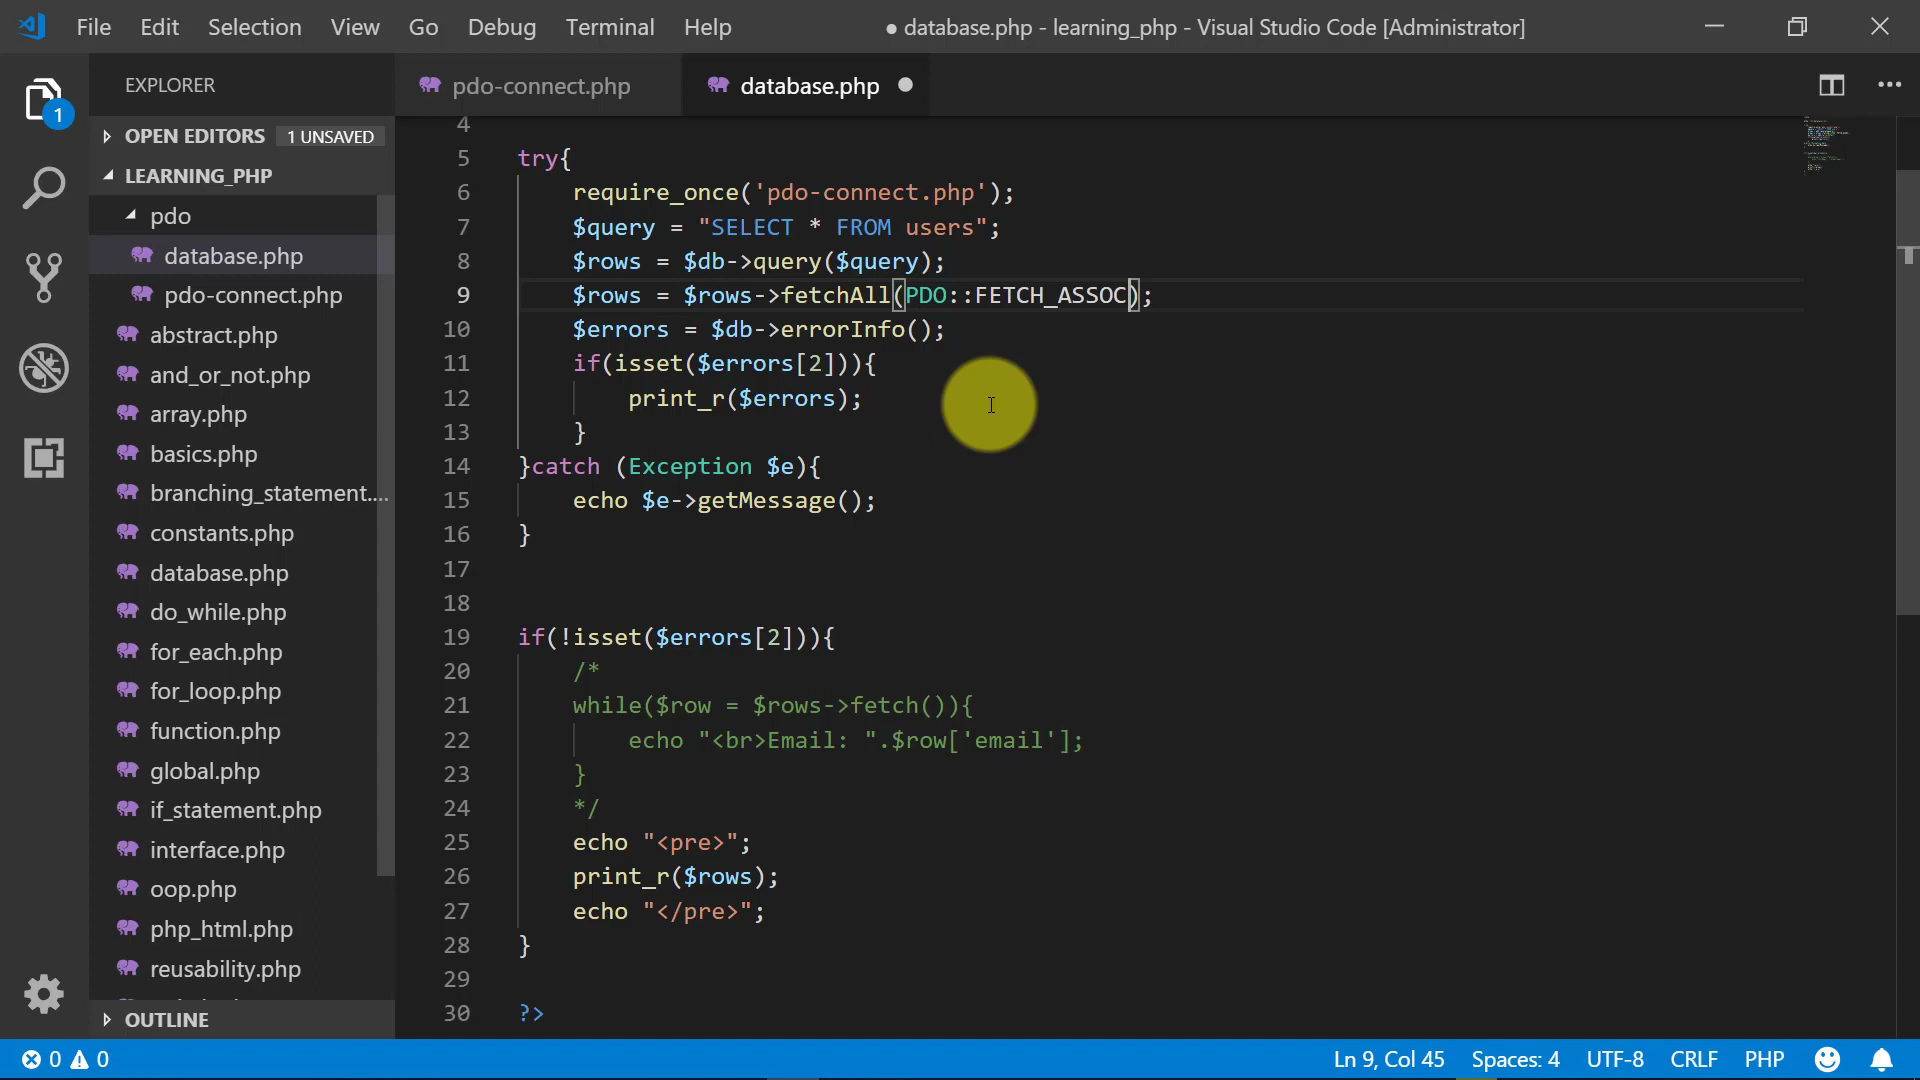 File Edit Selection View Go Debug Terminal Help
● database.php - learning_php - Visual Studio Code [Administrator]
EXPLORER
pdo-connect.php
database.php
1
OPEN EDITORS 1 UNSAVED
LEARNING_PHP
pdo
database.php
pdo-connect.php
abstract.php
and_or_not.php
array.php
basics.php
branching_statement....
constants.php
database.php
do_while.php
for_each.php
for_loop.php
function.php
global.php
if_statement.php
interface.php
oop.php
php_html.php
reusability.php
OUTLINE
4
5 try{
6 require_once('pdo-connect.php');
7 $query = "SELECT * FROM users";
8 $rows = $db->query($query);
9 $rows = $rows->fetchAll(PDO::FETCH_ASSOC);
10 $errors = $db->errorInfo();
11 if(isset($errors[2])){
12 print_r($errors);
13 }
14 }catch (Exception $e){
15 echo $e->getMessage();
16 }
17
18
19 if(!isset($errors[2])){
20 /*
21 while($row = $rows->fetch()){
22 echo "<br>Email: ".$row['email'];
23 }
24 */
25 echo "<pre>";
26 print_r($rows);
27 echo "</pre>";
28 }
29
30 ?>
0 0
Ln 9, Col 45 Spaces: 4 UTF-8 CRLF PHP